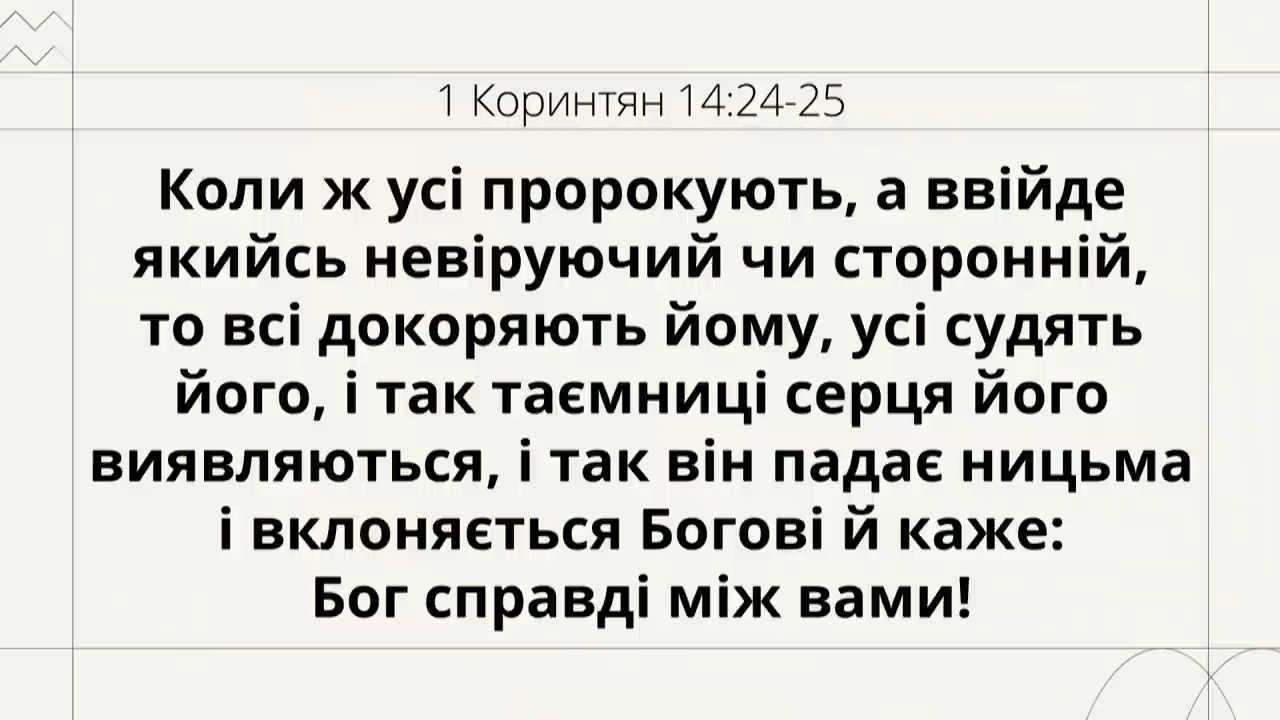 1 Коринтян 14:24-25
Коли ж усі пророкують, а ввійде
якийсь невіруючий чи сторонній,
то всі докоряють йому, усі судять
його, і так таємниці серця його
виявляються, і так він падає ницьма
і вклоняється Богові й каже:
Бог справді між вами!